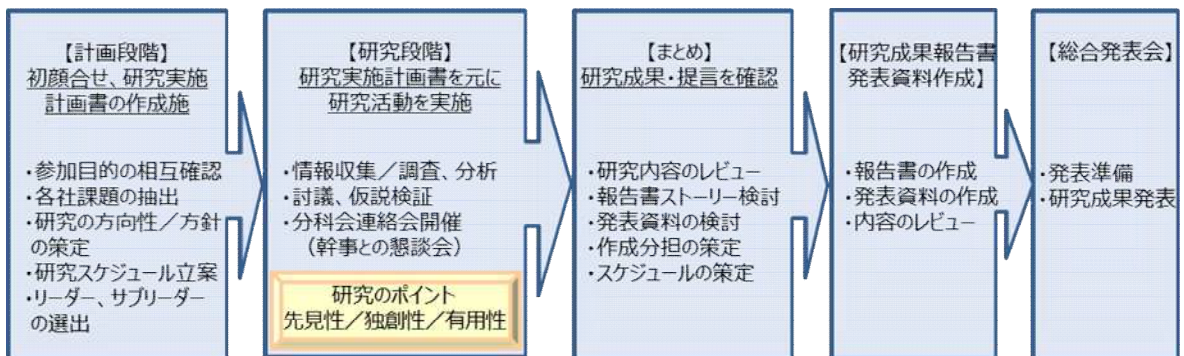 【計画段階】
初顔合せ、研究実施
計画書の作成施
・参加目的の相互確認
・各社課題の抽出
・研究の方向性／方針
の策定
・研究スケジュール立案
・リーダー、サブリーダー
の選出
【研究段階】
研究実施計画書を元に
研究活動を実施
・情報収集／調査、分析
・討議、仮説検証
・分科会連絡会開催
（幹事との懇談会）
研究のポイント
先見性／独創性／有用性
【まとめ】
研究成果・提言を確認
・研究内容のレビュー
・報告書ストーリー検討
・発表資料の検討
・作成分担の策定
・スケジュールの策定
【研究成果報告書
発表資料作成】
・報告書の作成
・発表資料の作成
・内容のレビュー
【総合発表会】
・発表準備
・研究成果発表